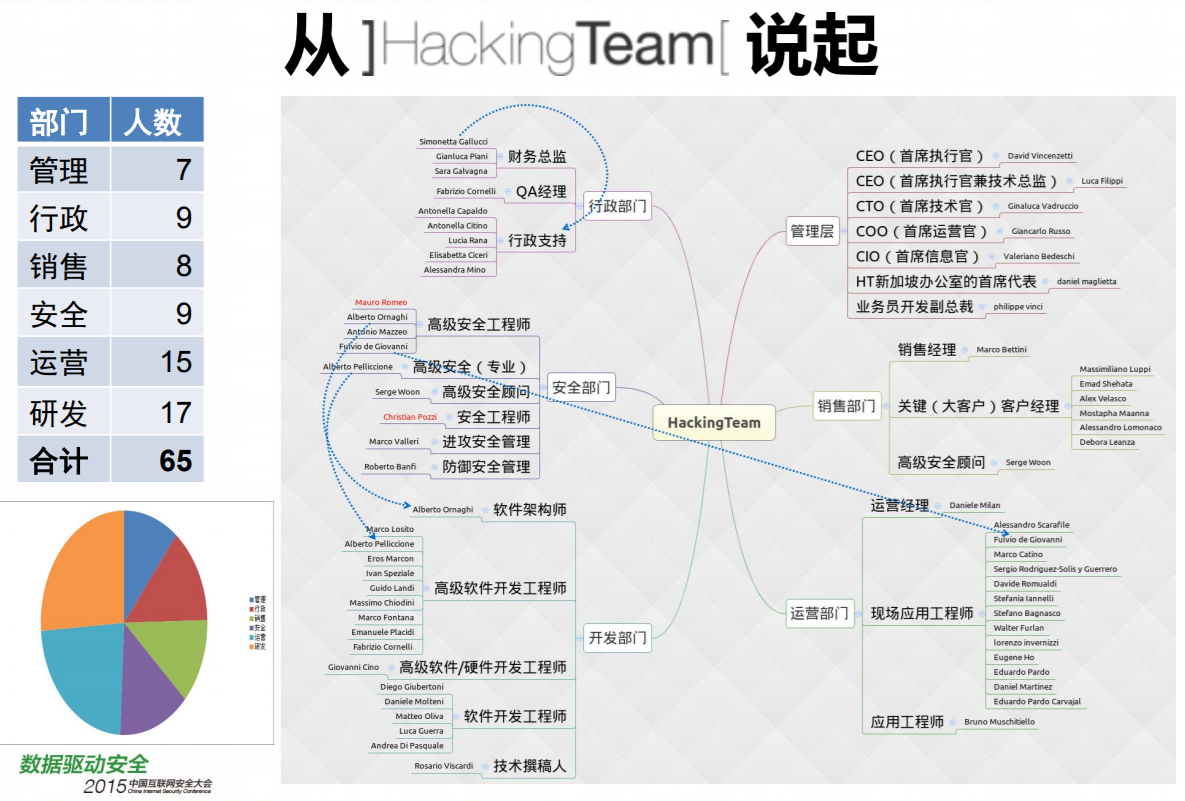 从 ]HackingTeam[ 说起
部门 人数
管理 7
行政 9
销售 8
安全 9
运营 15
研发 17
合计 65
管理
行政
销售
安全
运营
研发
数据驱动安全
2015 中国互联网安全大会
China Internet Security Conference
HackingTeam
行政部门
财务总监
Simonetta Gallucci
Gianluca Piani
Sara Galvagna
QA经理
Fabrizio Cornelli
行政支持
Antonella Capaldo
Antonella Citino
Lucia Rana
Elisabetta Ciceri
Alessandra Mino
安全部门
高级安全工程师
Mauro Romeo
Alberto Ornaghi
Antonio Mazzeo
Fulvio de Giovanni
高级安全（专业）
Alberto Pelliccione
高级安全顾问
Serge Woon
安全工程师
Christian Pozzi
进攻安全管理
Marco Valleri
防御安全管理
Roberto Banfi
开发部门
软件架构师
Alberto Ornaghi
高级软件开发工程师
Marco Losito
Alberto Pelliccione
Eros Marcon
Ivan Speziale
Guido Landi
Massimo Chiodini
Marco Fontana
Emanuele Placidi
Fabrizio Cornelli
高级软件/硬件开发工程师
Giovanni Cino
软件开发工程师
Diego Giubertoni
Daniele Molteni
Matteo Oliva
Luca Guerra
Andrea Di Pasquale
技术撰稿人
Rosario Viscardi
管理层
CEO（首席执行官）
David Vincenzetti
CEO（首席执行官兼技术总监）
Luca Filippi
CTO（首席技术官）
Ginaluca Vadruccio
COO（首席运营官）
Giancarlo Russo
CIO（首席信息官）
Valeriano Bedeschi
HT新加坡办公室的首席代表
daniel maglietta
业务员开发副总裁
philippe vinci
销售部门
销售经理
Marco Bettini
关键（大客户）客户经理
Massimiliano Luppi
Emad Shehata
Alex Velasco
Mostapha Maanna
Alessandro Lomonaco
Debora Leanza
高级安全顾问
Serge Woon
运营部门
运营经理
Daniele Milan
现场应用工程师
Alessandro Scarafile
Fulvio de Giovanni
Marco Catino
Sergio Rodriguez-Solis y Guerrero
Davide Romualdi
Stefania Iannelli
Stefano Bagnasco
Walter Furlan
lorenzo invernizzi
Eugene Ho
Eduardo Pardo
Daniel Martinez
Eduardo Pardo Carvajal
应用工程师
Bruno Muschitiello